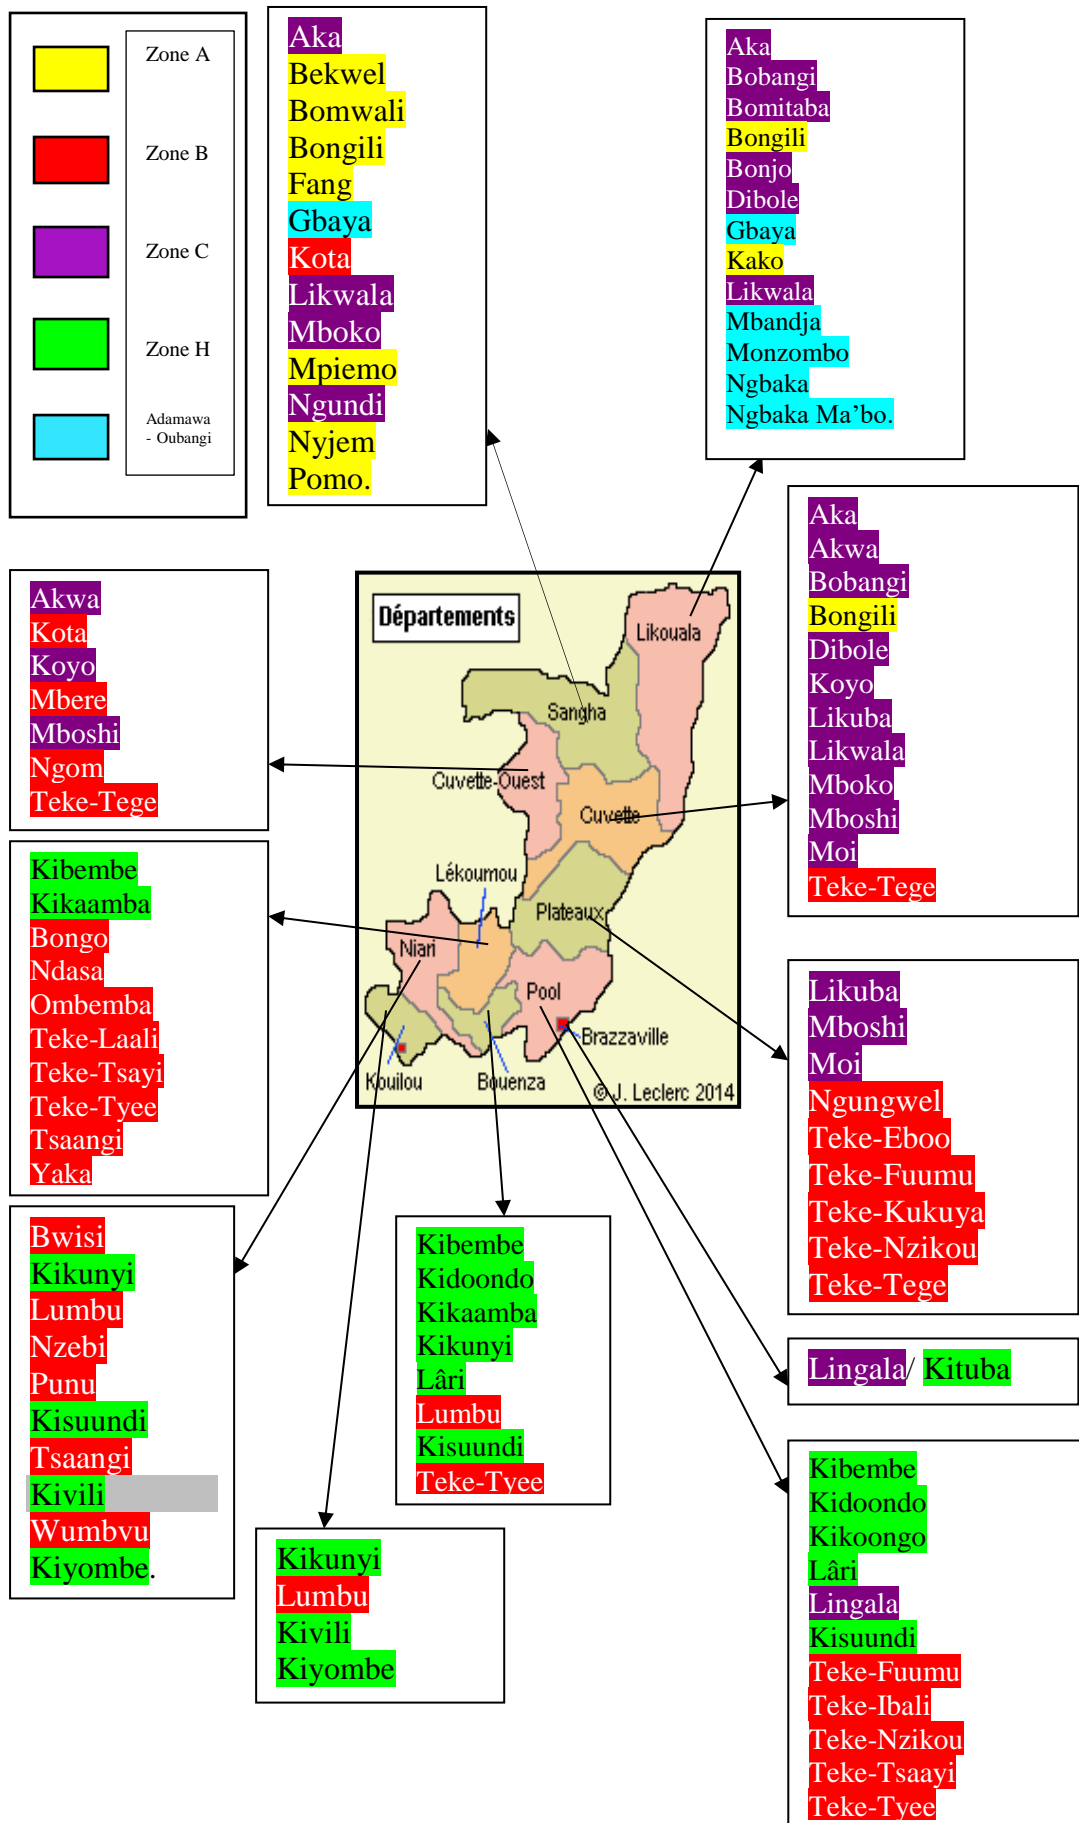 Zone A
Zone B
Zone C
Zone H
Adamawa
- Oubangi
Aka
Bekwel
Bomwali
Bongili
Fang
Gbaya
Kota
Likwala
Mboko
Mpiemo
Ngundi
Nyjem
Pomo.
Aka
Bobangi
Bomitaba
Bongili
Bonjo
Dibole
Gbaya
Kako
Likwala
Mbandja
Monzombo
Ngbaka
Ngbaka Ma’bo.
Akwa
Kota
Koyo
Mbere
Mboshi
Ngom
Teke-Tege
Départements
Likouala
Sangha
Cuvette-Ouest
Cuvette
Lékoumou
Plateaux
Niari
Pool
Brazzaville
Kouilou
Bouenza
© J. Leclerc 2014
Aka
Akwa
Bobangi
Bongili
Dibole
Koyo
Likuba
Likwala
Mboko
Mboshi
Moi
Teke-Tege
Kibembe
Kikaamba
Bongo
Ndasa
Ombemba
Teke-Laali
Teke-Tsayi
Teke-Tyee
Tsaangi
Yaka
Likuba
Mboshi
Moi
Ngungwel
Teke-Eboo
Teke-Fuumu
Teke-Kukuya
Teke-Nzikou
Teke-Tege
Bwisi
Kikunyi
Lumbu
Nzebi
Punu
Kisuundi
Tsaangi
Kivili
Wumbvu
Kiyombe.
Kibembe
Kidoondo
Kikaamba
Kikunyi
Lâri
Lumbu
Kisuundi
Teke-Tyee
Lingala/ Kituba
Kikunyi
Lumbu
Kivili
Kiyombe
Kibembe
Kidoondo
Kikoongo
Lâri
Lingala
Kisuundi
Teke-Fuumu
Teke-Ibali
Teke-Nzikou
Teke-Tsaayi
Teke-Tyee